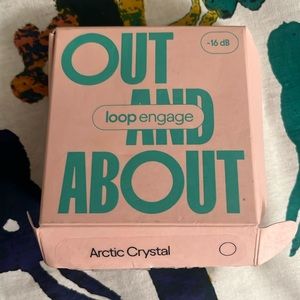 -16 dB
OUT
AND
loop engage
ABOUT
Arctic Crystal